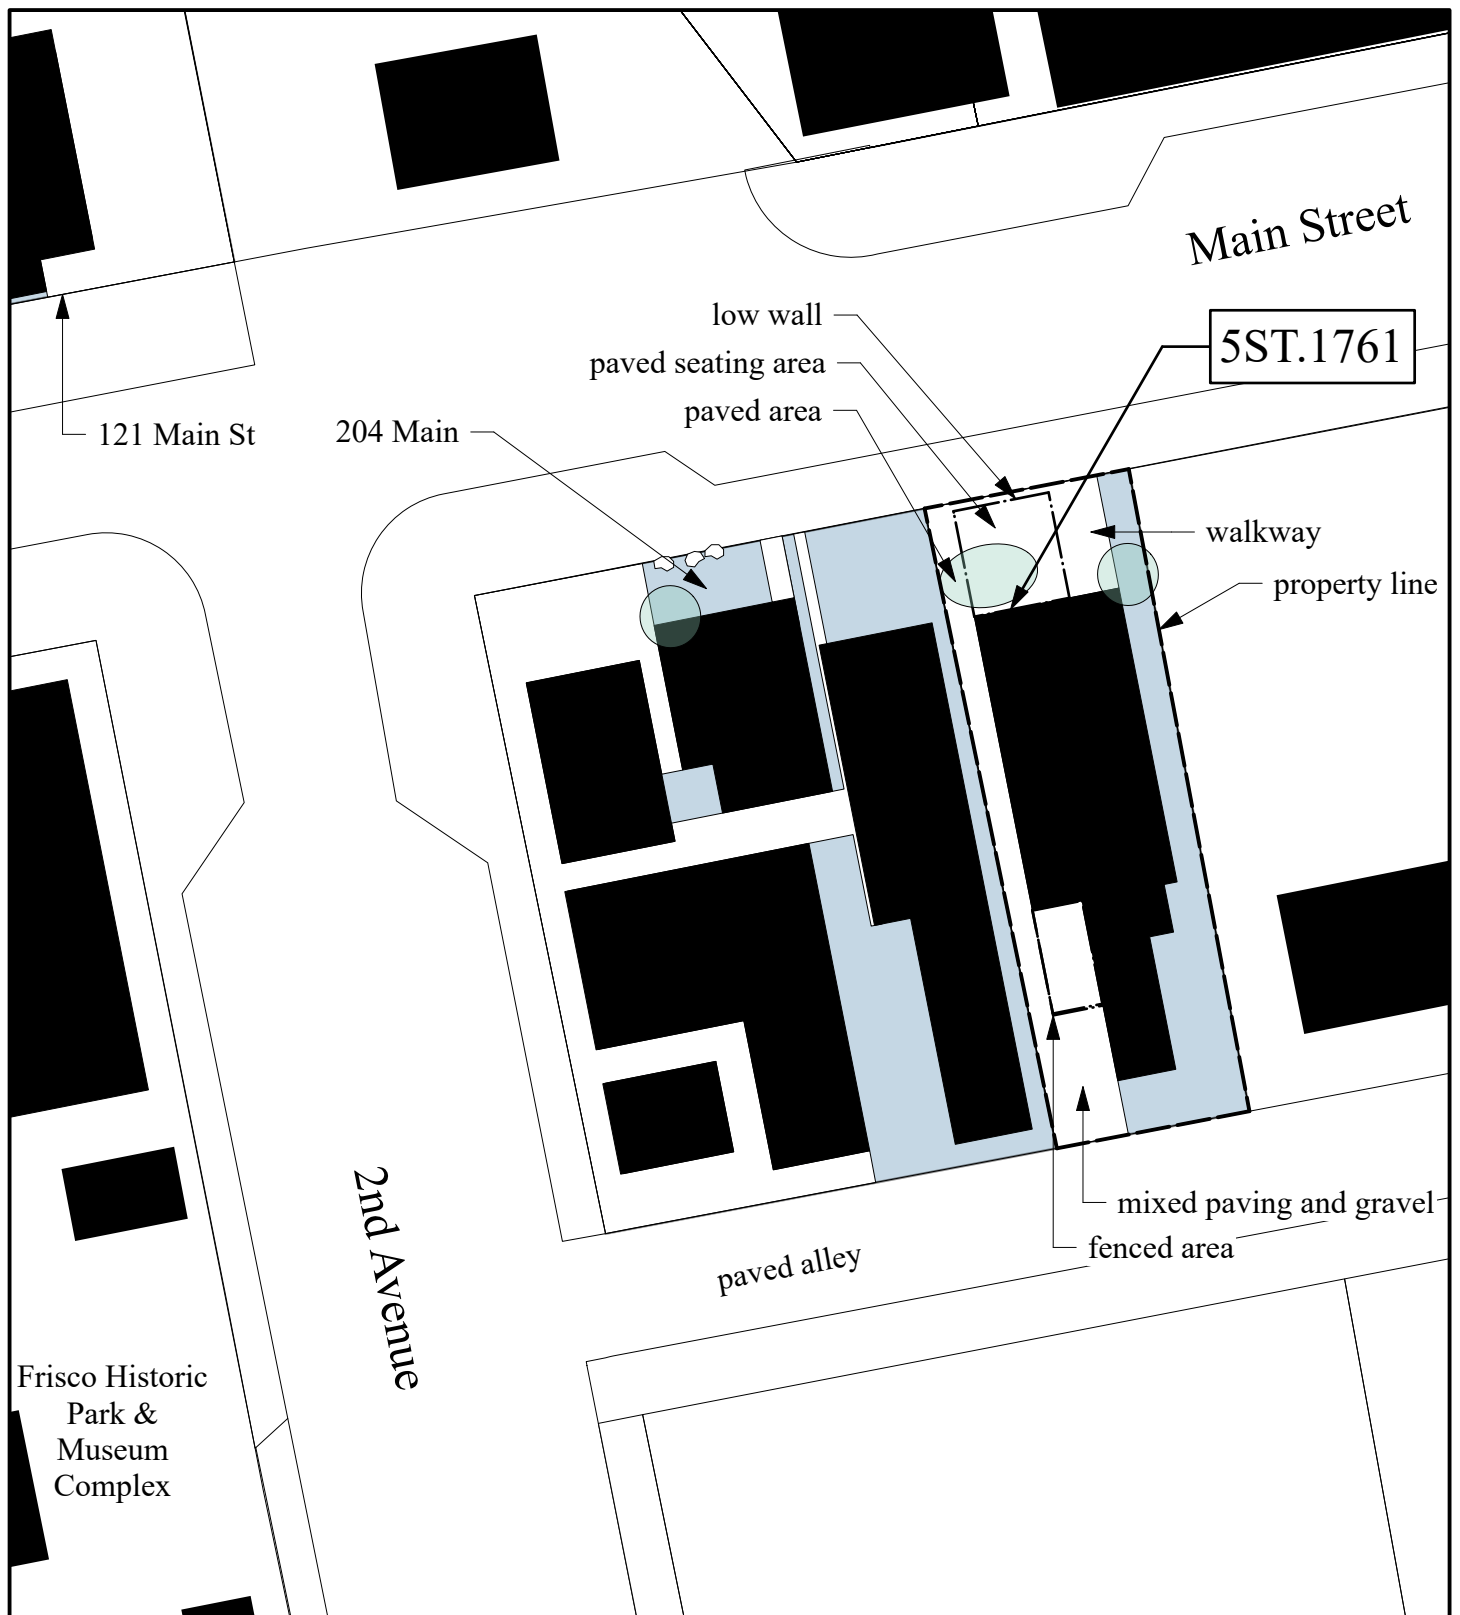 Main Street
low wall
5ST.1761
paved seating area
paved area
121 Main St
204 Main
walkway
property line
2nd Avenue
mixed paving and gravel
fenced area
paved alley
Frisco Historic
Park &
Museum
Complex